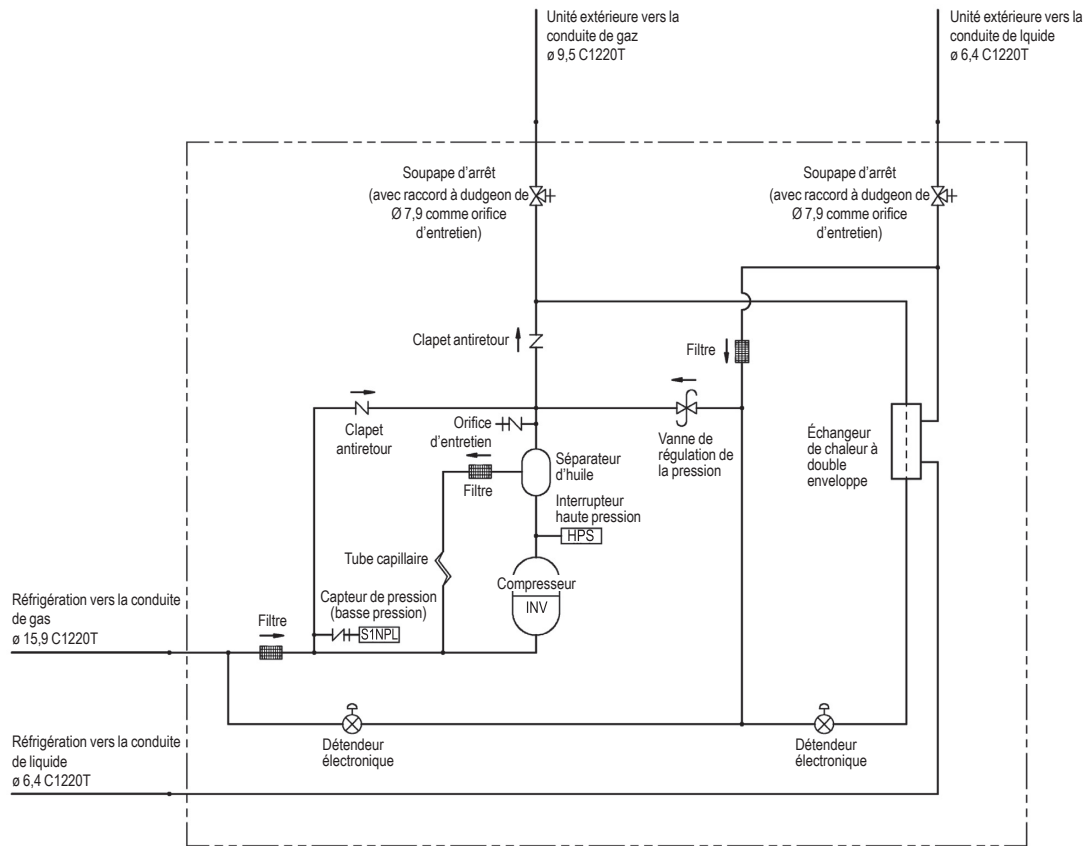 Unité extérieure vers la
conduite de gaz
ø 9,5 C1220T
Unité extérieure vers la
conduite de lquide
ø 6,4 C1220T
Soupape d'arrêt
(avec raccord à dudgeon de
Ø 7,9 comme orifice
d'entretien)
Soupape d'arrêt
(avec raccord à dudgeon de
Ø 7,9 comme orifice
d'entretien)
Clapet antiretour
Filtre
Clapet
antiretour
Orifice
d'entretien
Vanne de
régulation de
la pression
Échangeur
de chaleur à
double
enveloppe
Séparateur
d'huile
Filtre
Interrupteur
haute pression
HPS
Tube capillaire
Compresseur
INV
Capteur de pression
(basse pression)
S1NPL
Réfrigération vers la conduite
de gas
ø 15,9 C1220T
Filtre
Détendeur
électronique
Détendeur
électronique
Réfrigération vers la conduite
de liquide
ø 6,4 C1220T